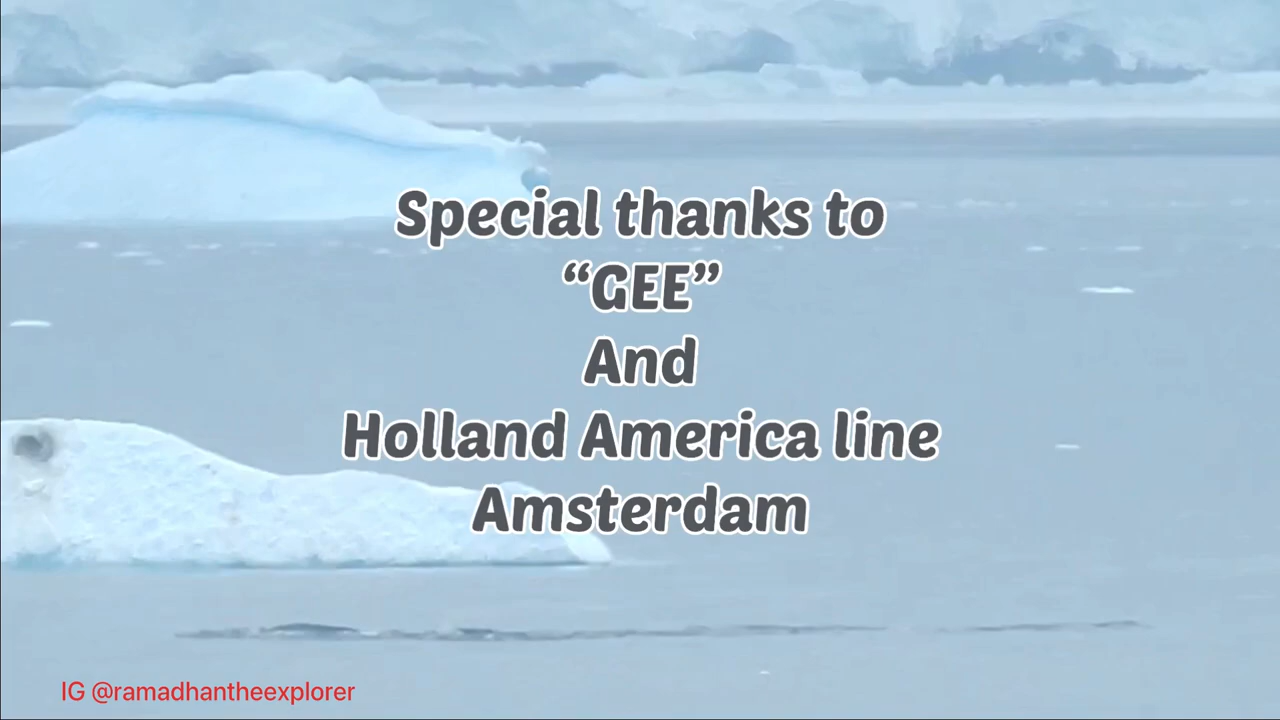 Special thanks to
“GEE”
And
Holland America line
Amsterdam
IG @ramadhantheexplorer